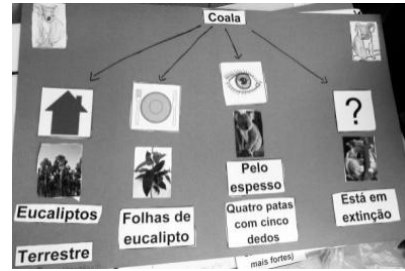 Coala
?
Eucaliptos
Terrestre
Folhas de
eucalipto
Pelo
espesso
Quatro patas
com cinco
dedos
mais fortes)
Está em
extinção